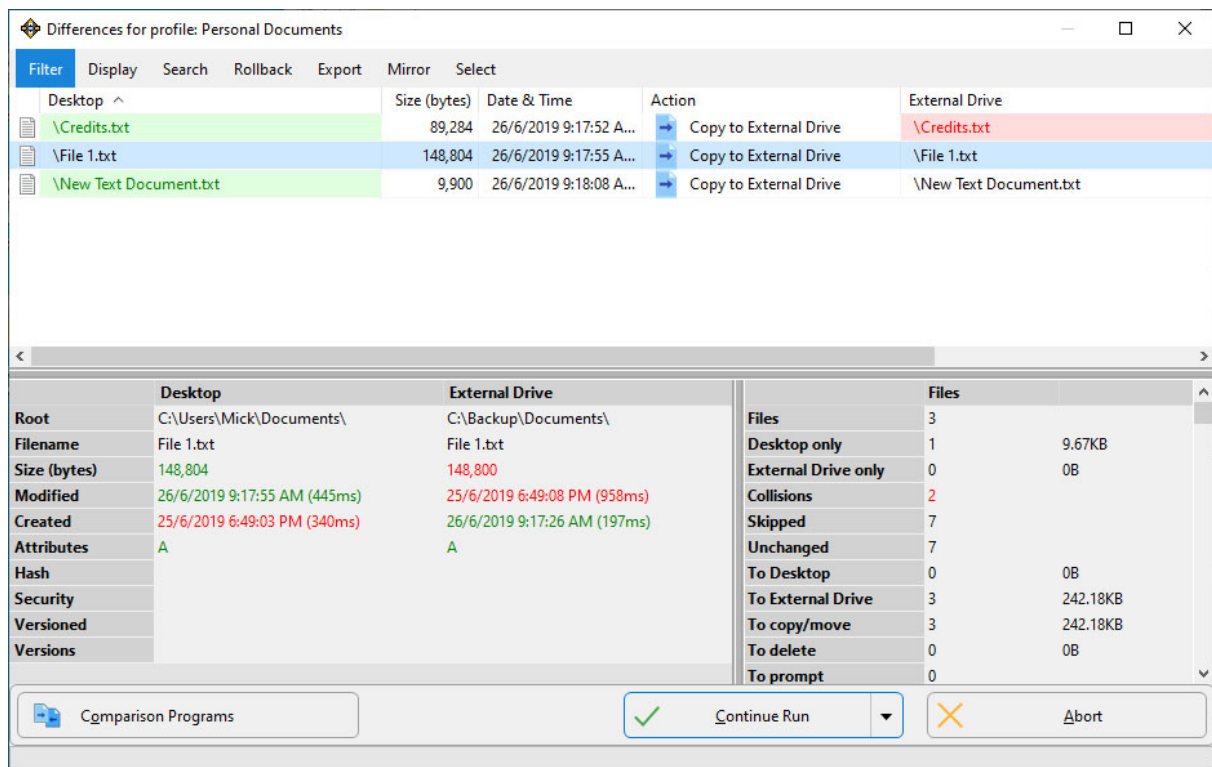 Differences for profile: Personal Documents
Filter Display Search Rollback Export Mirror Select
Desktop Size (bytes) Date & Time Action External Drive
\Credits.txt 89,284 26/6/2019 9:17:52 A... Copy to External Drive \Credits.txt
\File 1.txt 148,804 26/6/2019 9:17:55 A... Copy to External Drive \File 1.txt
\New Text Document.txt 9,900 26/6/2019 9:18:08 A... Copy to External Drive \New Text Document.txt
Desktop External Drive
Root C:\Users\Mick\Documents\ C:\Backup\Documents\
Filename File 1.txt File 1.txt
Size (bytes) 148,804 148,800
Modified 26/6/2019 9:17:55 AM (445ms) 25/6/2019 6:49:08 PM (958ms)
Created 25/6/2019 6:49:03 PM (340ms) 26/6/2019 9:17:26 AM (197ms)
Attributes A A
Hash
Security
Versioned
Versions
Files
Files 3
Desktop only 1 9.67KB
External Drive only 0 0B
Collisions 2
Skipped 7
Unchanged 7
To Desktop 0 0B
To External Drive 3 242.18KB
To copy/move 3 242.18KB
To delete 0 0B
To prompt 0
Comparison Programs Continue Run Abort